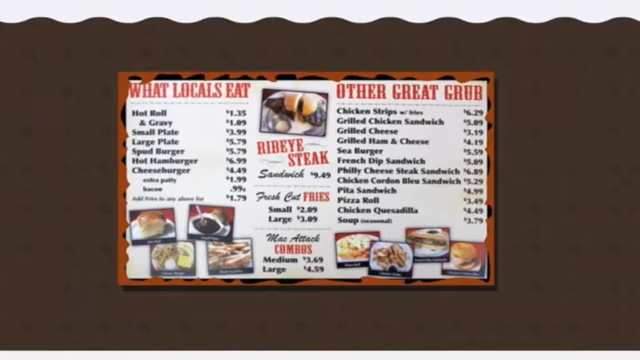 WHAT LOCALS EAT
Hot Roll $1.35
& Gravy $1.09
Small Plate $3.99
Large Plate $5.79
Spud Burger $5.79
Hot Hamburger $6.99
Cheeseburger $4.49
extra patty $1.99
bacon .99¢
Add Fries to any above for $1.79
RIBEYE
STEAK
Sandwich $9.49
Fresh Cut FRIES
Small $2.09
Large $3.09
Mac Attack
COMBOS
Medium $3.69
Large $4.59
OTHER GREAT GRUB
Chicken Strips w/ fries $6.29
Grilled Chicken Sandwich $5.09
Grilled Cheese $3.19
Grilled Ham & Cheese $4.19
Sea Burger $5.59
French Dip Sandwich $5.09
Philly Cheese Steak Sandwich $6.89
Chicken Cordon Bleu Sandwich $5.29
Pita Sandwich $4.99
Pizza Roll $3.49
Chicken Quesadilla $4.49
Soup (seasonal) $3.79